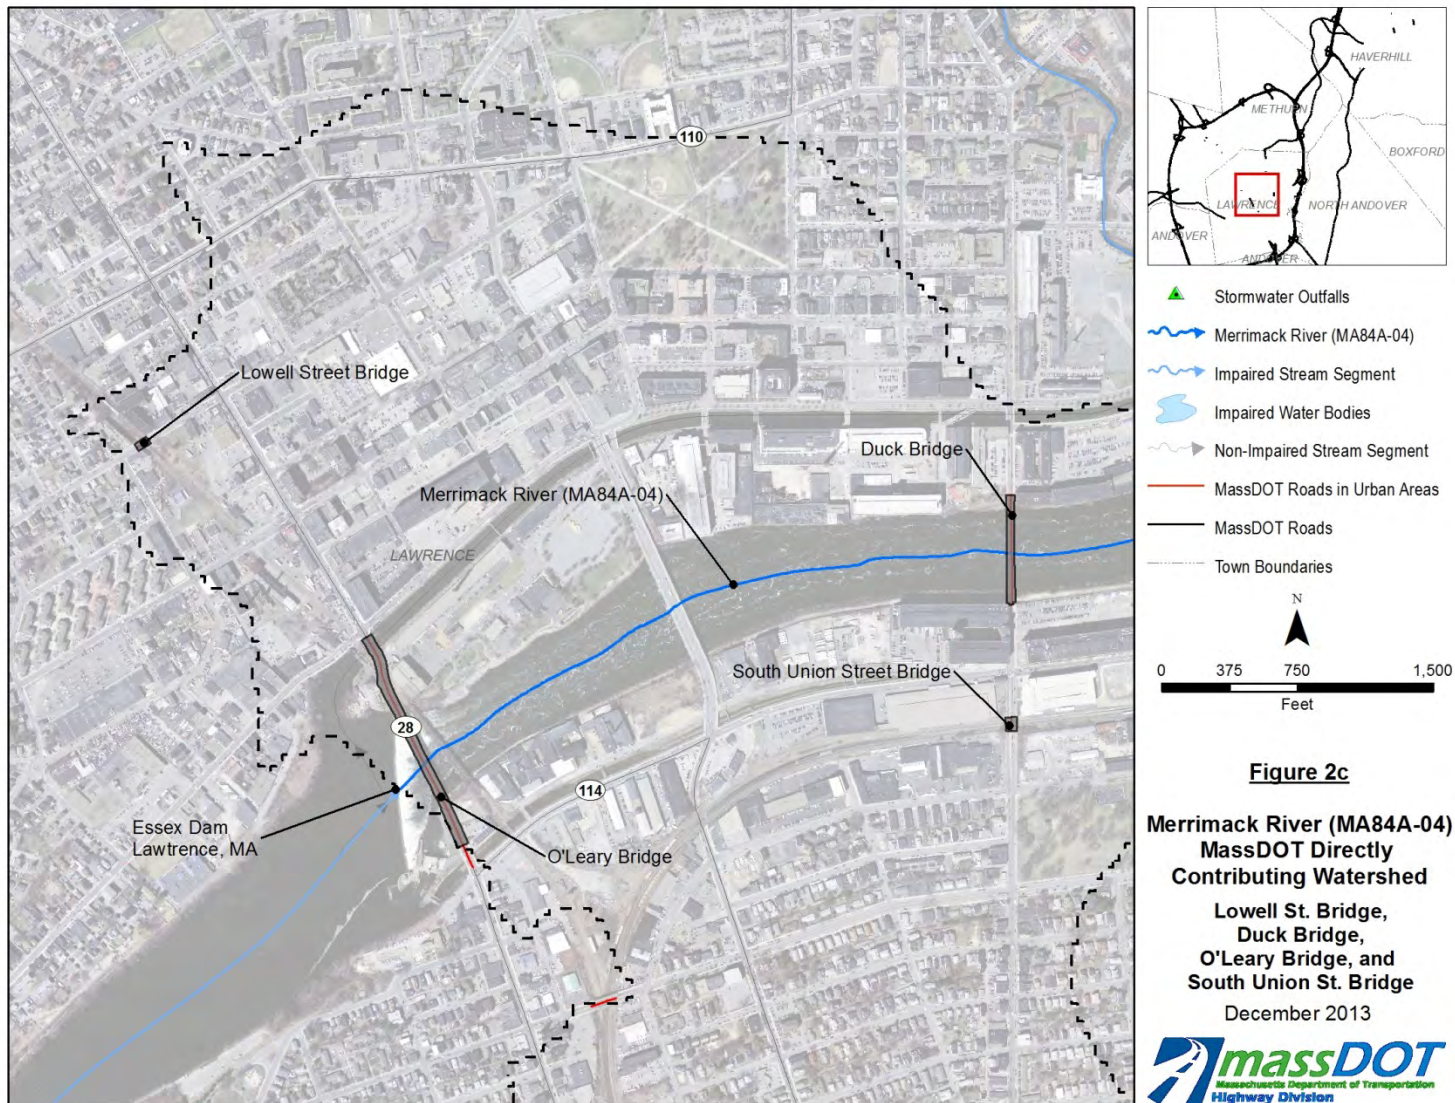 110
Lowell Street Bridge
Duck Bridge
Merrimack River (MA84A-04)
LAWRENCE
South Union Street Bridge
28
114
Essex Dam
Lawtrence, MA
O'Leary Bridge
HAVERHILL
METHUEN
BOXFORD
LAWRENCE
NORTH ANDOVER
ANDOVER
ANDOVER
Stormwater Outfalls
Merrimack River (MA84A-04)
Impaired Stream Segment
Impaired Water Bodies
Non-Impaired Stream Segment
MassDOT Roads in Urban Areas
MassDOT Roads
Town Boundaries
N
0 375 750 1,500
Feet
Figure 2c
Merrimack River (MA84A-04)
MassDOT Directly
Contributing Watershed
Lowell St. Bridge,
Duck Bridge,
O'Leary Bridge, and
South Union St. Bridge
December 2013
massDOT
Massachusetts Department of Transportation
Highway Division